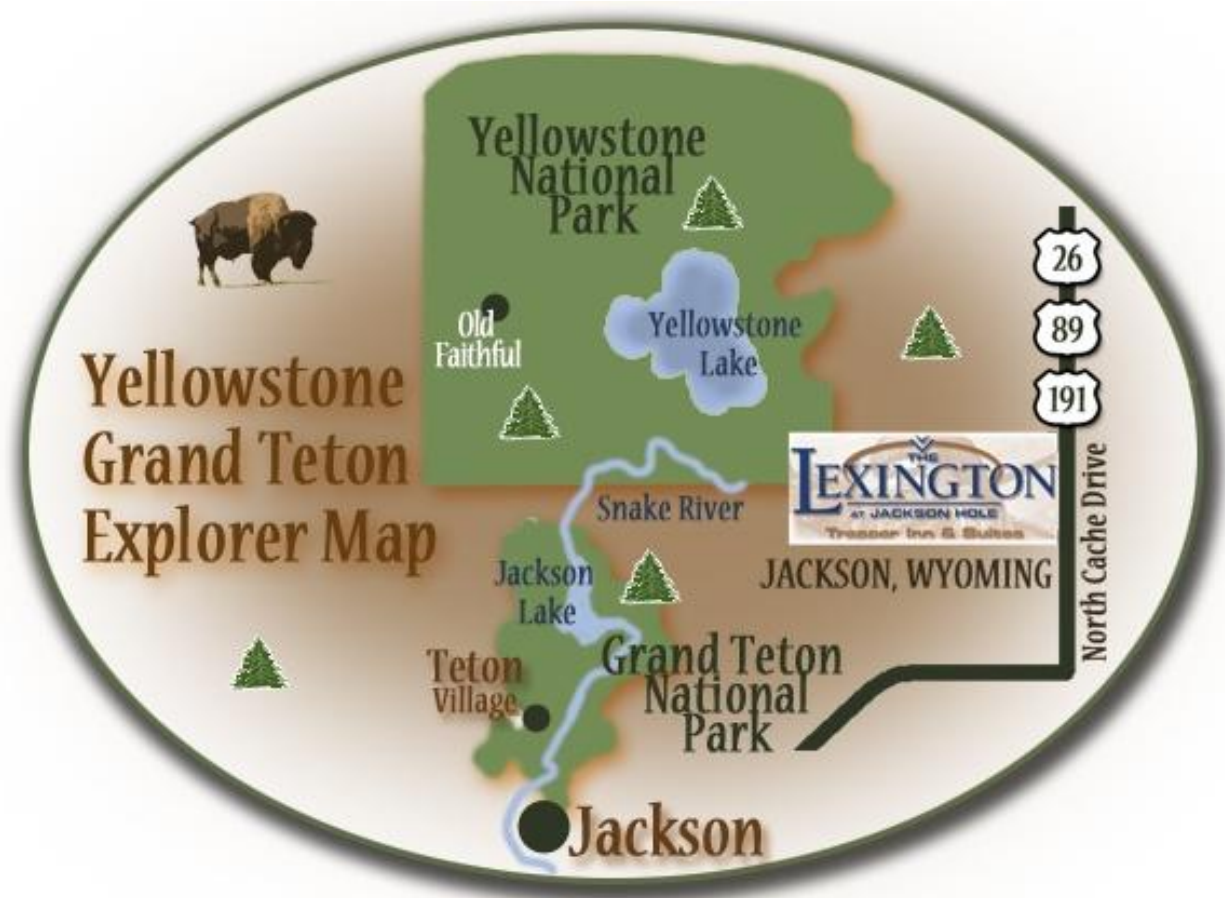 Yellowstone
National
Park
26
Old
Faithful
Yellowstone
Lake
89
Yellowstone
Grand Teton
Explorer Map
191
THE
LEXINGTON
AT JACKSON HOLE
Trapper Inn & Suites
JACKSON, WYOMING
North Cache Drive
Snake River
Jackson
Lake
Grand Teton
National
Park
Teton
Village
Jackson